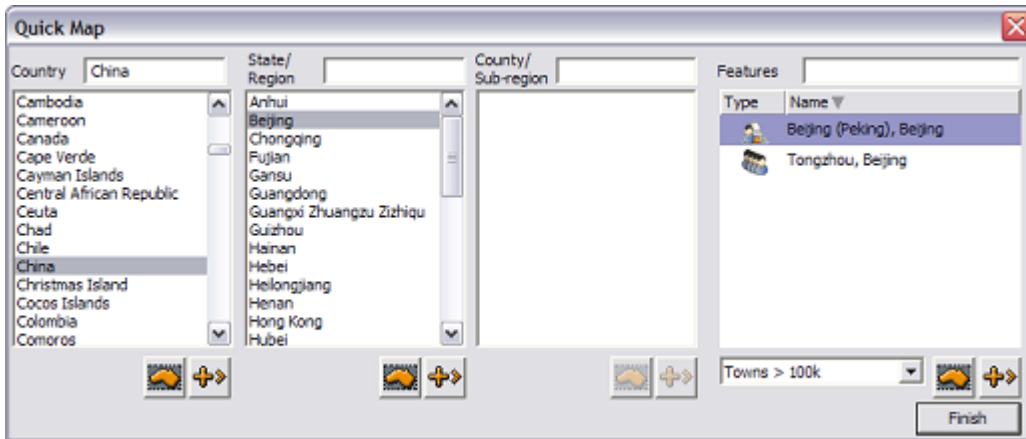 Quick Map
Country China
State/
Region
County/
Sub-region
Features
Cambodia
Cameroon
Canada
Cape Verde
Cayman Islands
Central African Republic
Ceuta
Chad
Chile
China
Christmas Island
Cocos Islands
Colombia
Comoros
Anhui
Beijing
Chongqing
Fujian
Gansu
Guangdong
Guangxi Zhuangzu Zizhiqu
Guizhou
Hainan
Hebei
Heilongjiang
Henan
Hong Kong
Hubei
Type Name
Beijing (Peking), Beijing
Tongzhou, Beijing
Towns > 100k
Finish